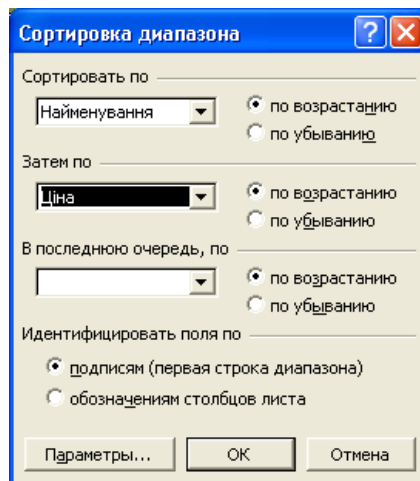 Сортировка диапазона
Сортировать по
Найменування
по возрастанию
по убыванию
Затем по
Ціна
по возрастанию
по убыванию
В последнюю очередь, по
по возрастанию
по убыванию
Идентифицировать поля по
подписям (первая строка диапазона)
обозначениям столбцов листа
Параметры... ОК Отмена